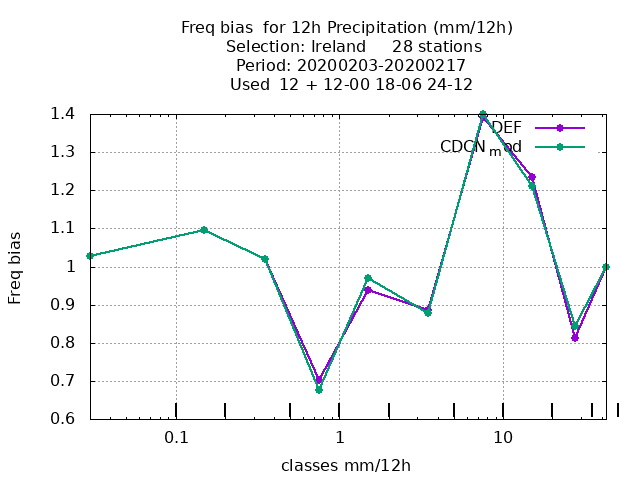 Freq bias  for 12h Precipitation (mm/12h)
Selection: Ireland     28 stations
Period: 20200203-20200217
Used  12 + 12-00 18-06 24-12
1.4
1.3
1.2
1.1
1
0.9
0.8
0.7
0.6
Freq bias
DEF
CDCN_mod
0.1
1
10
classes mm/12h